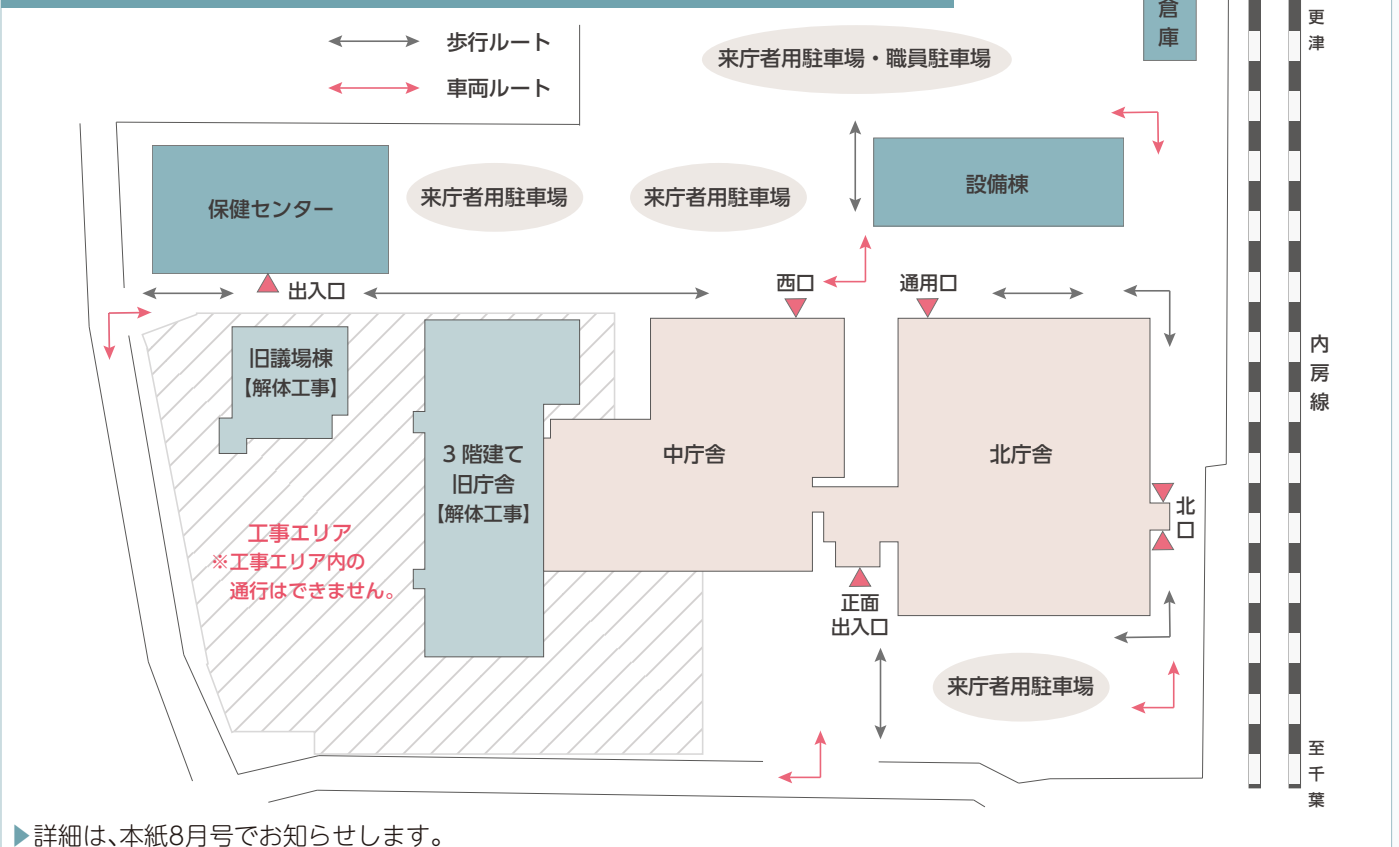 倉庫
更津
歩行ルート
来庁者用駐車場・職員駐車場
車両ルート
保健センター
来庁者用駐車場
来庁者用駐車場
設備棟
出入口
西口
通用口
旧議場棟
【解体工事】
内房線
3階建て
旧庁舎
【解体工事】
中庁舎
北庁舎
北口
工事エリア
※工事エリア内の
通行はできません。
正面
出入口
来庁者用駐車場
至千葉
▶詳細は、本紙8月号でお知らせします。